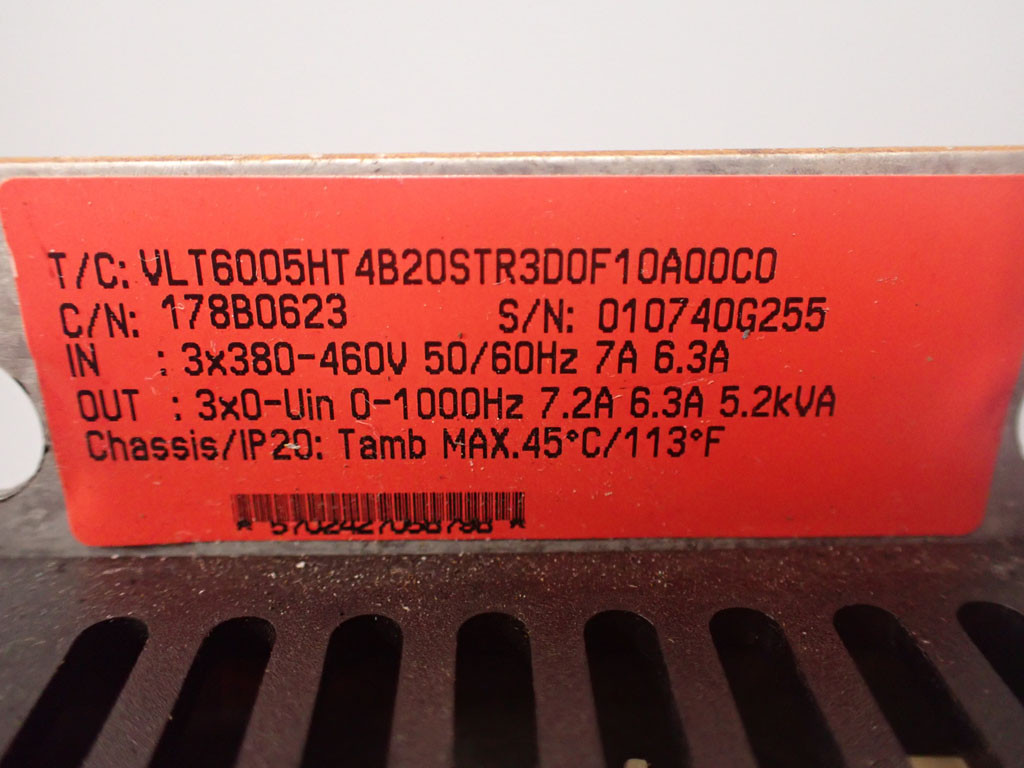 T/C: VLT6005HT4B20STR3D0F10A00C0
C/N: 178B0623 S/N: 010740G255
IN : 3x380-460V 50/60Hz 7A 6.3A
OUT : 3x0-Uin 0-1000Hz 7.2A 6.3A 5.2kVA
Chassis/IP20: Tamb MAX.45°C/113°F